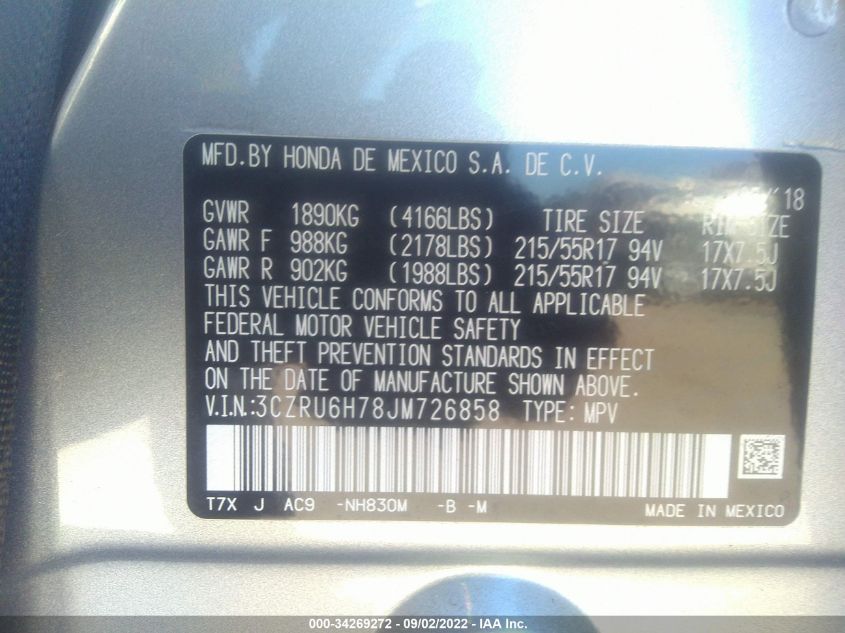 MFD.BY HONDA DE MEXICO S.A. DE C.V.
/'18
GVWR 1890KG (4166LBS) TIRE SIZE RIM SIZE
GAWR F 988KG (2178LBS) 215/55R17 94V 17X7.5J
GAWR R 902KG (1988LBS) 215/55R17 94V 17X7.5J
THIS VEHICLE CONFORMS TO ALL APPLICABLE
FEDERAL MOTOR VEHICLE SAFETY
AND THEFT PREVENTION STANDARDS IN EFFECT
ON THE DATE OF MANUFACTURE SHOWN ABOVE.
V.I.N.:3CZRU6H78JM726858 TYPE: MPV
T7X J AC9 -NH830M -B -M MADE IN MEXICO
000-34269272 - 09/02/2022 - IAA Inc.